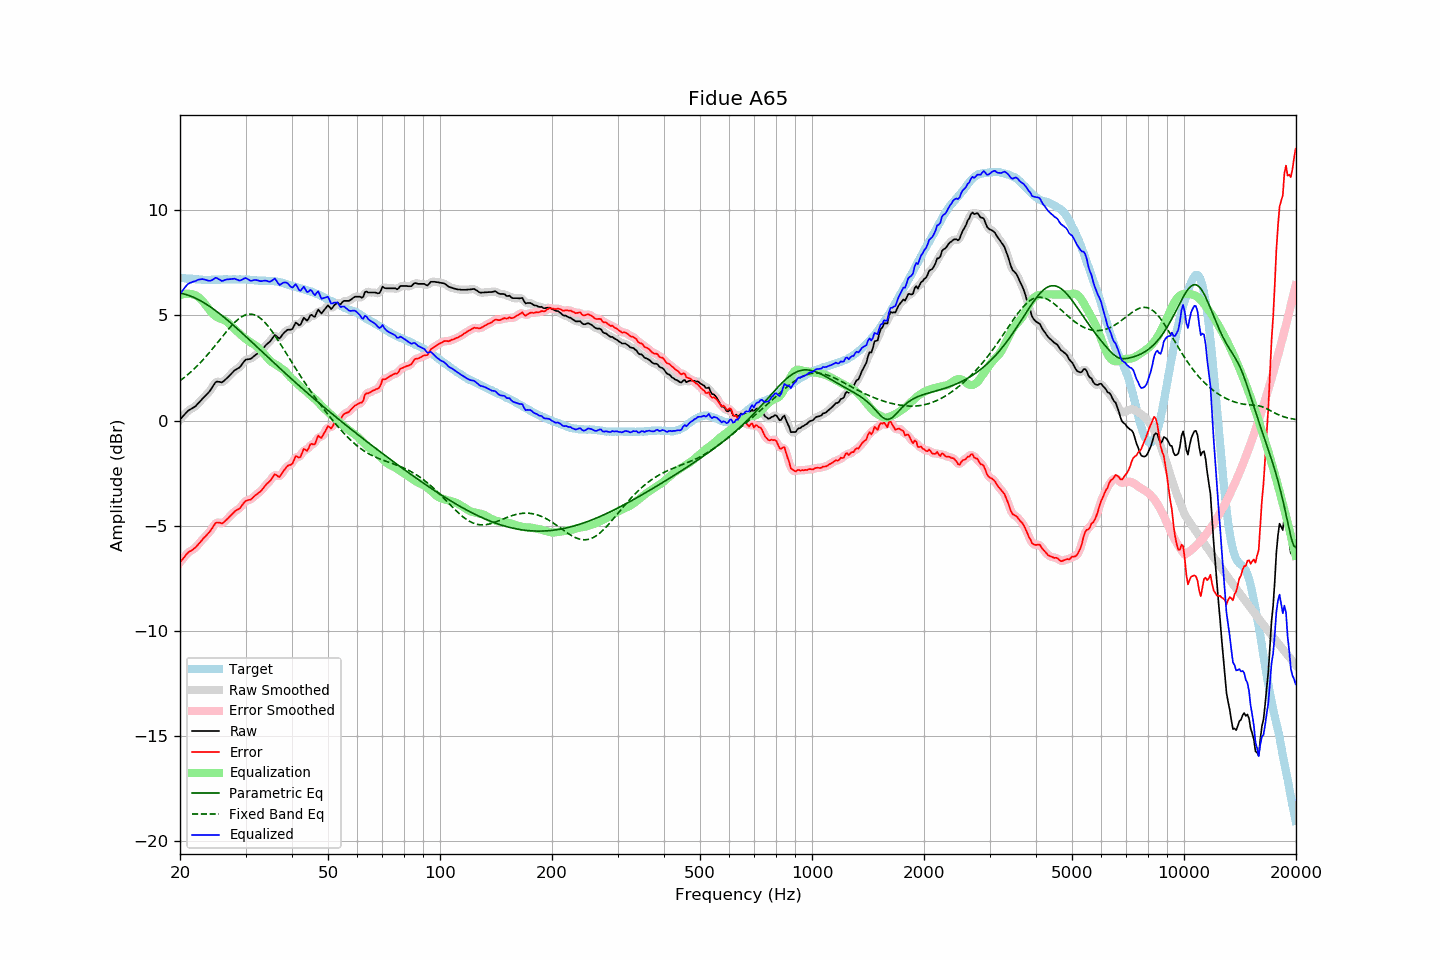 Fidue A65
Amplitude (dBr)
10
5
0
−5
−10
−15
−20
Target
Raw Smoothed
Error Smoothed
Raw
Error
Equalization
Parametric Eq
Fixed Band Eq
Equalized
20 50 100 200 500 1000 2000 5000 10000 20000
Frequency (Hz)